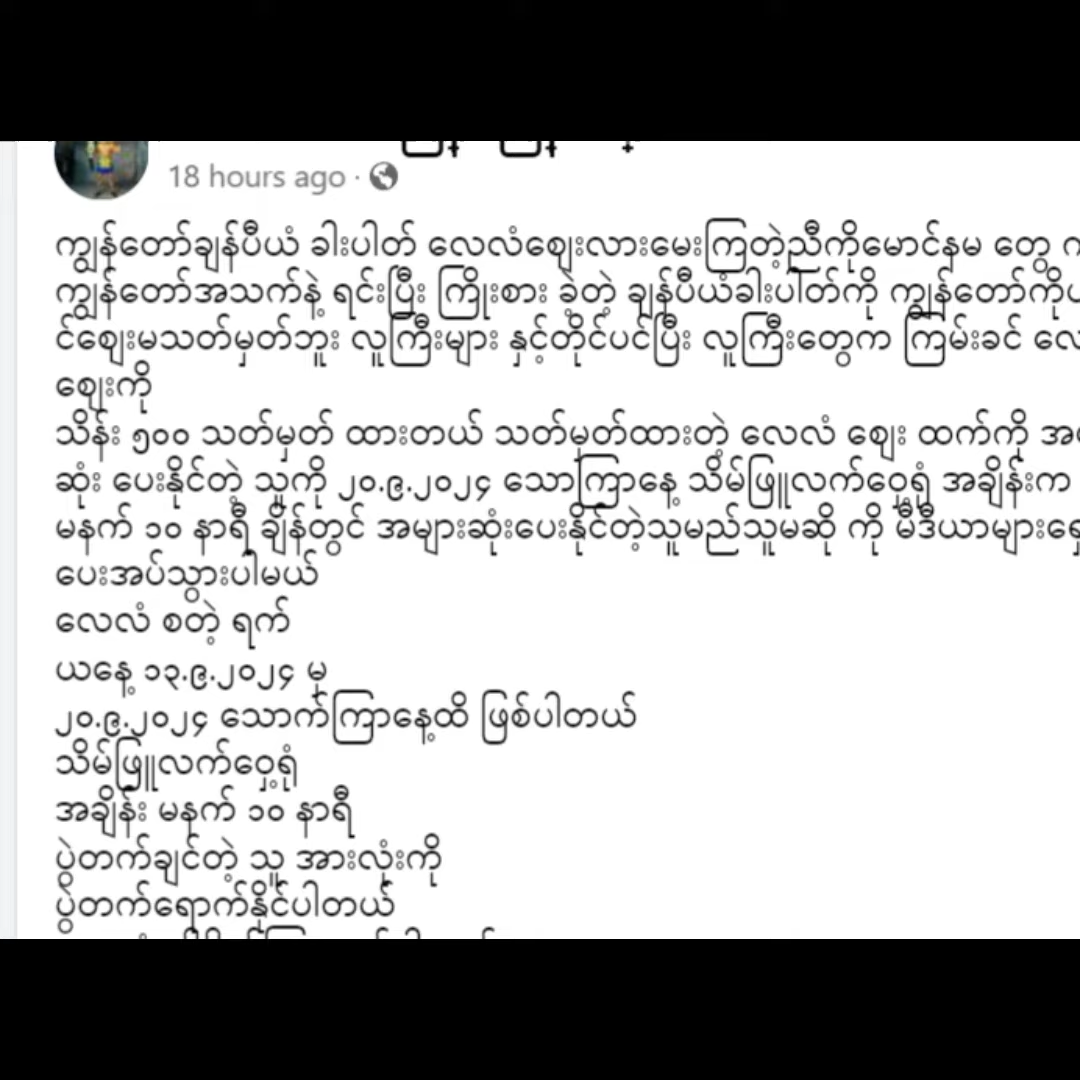 18 hours ago ·
ကျွန်တော်ချန်ပီယံ ခါးပါတ် လေလံဈေးလားမေးကြတဲ့ညီကိုမောင်နမ တွေ
ကျွန်တော်အသက်နဲ့ ရင်းပြီး ကြိုးစား ခဲ့တဲ့ ချန်ပီယံခါးပါတ်ကို ကျွန်တော်ကိုယ
င်ဈေးမသတ်မှတ်ဘူး လူကြီးများ နှင့်တိုင်ပင်ပြီး လူကြီးတွေက ကြမ်းခင် လေ
ဈေးကို
သိန်း ၅၀၀ သတ်မှတ် ထားတယ် သတ်မှတ်ထားတဲ့ လေလံ ဈေး ထက်ကို
ဆုံး ပေးနိုင်တဲ့ သူကို ၂၀.၉.၂၀၂၄ သောကြာနေ့ သိမ်ဖြူလက်ဝှေ့ရုံ အချိန်းက
မနက် ၁၀ နာရီ ချိန်တွင် အများဆုံးပေးနိုင်တဲ့သူမည်သူမဆို ကို မီဒီယာများရှေ
ပေးအပ်သွားပါမယ်
လေလံ စတဲ့ ရက်
ယနေ့ ၁၃.၉.၂၀၂၄ မှ
၂၀.၉.၂၀၂၄ သောက်ကြာနေ့ထိ ဖြစ်ပါတယ်
သိမ်ဖြူလက်ဝှေ့ရုံ
အချိန်း မနက် ၁၀ နာရီ
ပွဲတက်ချင်တဲ့ သူ အားလုံးကို
ပွဲတက်ရောက်နိုင်ပါတယ်